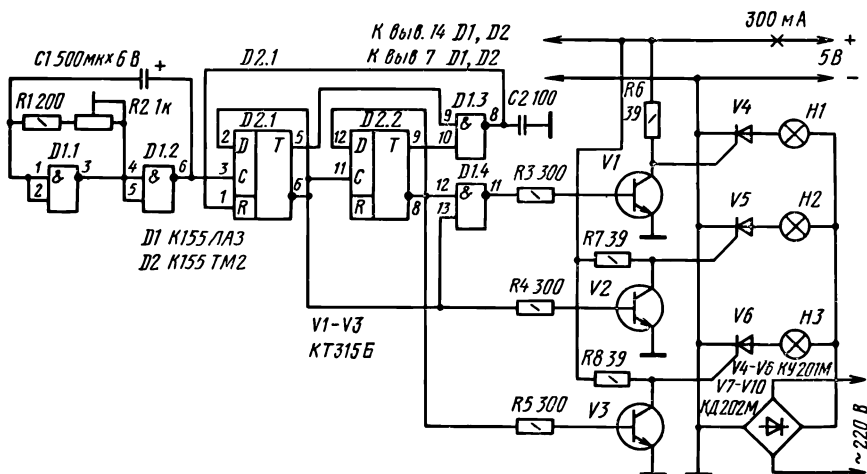 300 мА
К выв. 14 D1, D2
+
С1 500мк×6 В
+
D2.1
К выв 7 D1, D2
5В
−
R1 200
R2 1к
R6
39
V4
H1
D2.1
D2.2
D1.3
С2 100
D1.1
D1.2
2
D
T
5
12
D
T
9
9
&
8
10
V1
1
2
&
3
4
5
&
6
3
C
11
C
D1.4
1
R
6
R
8
12
13
&
11
R3 300
V5
H2
D1 К155ЛА3
D2 К155ТМ2
R7 39
R4 300
V2
V1-V3
КТ315Б
V6
H3
R8 39
V4-V6 КУ201М
V7-V10
КД202М
R5 300
V3
~ 220 В